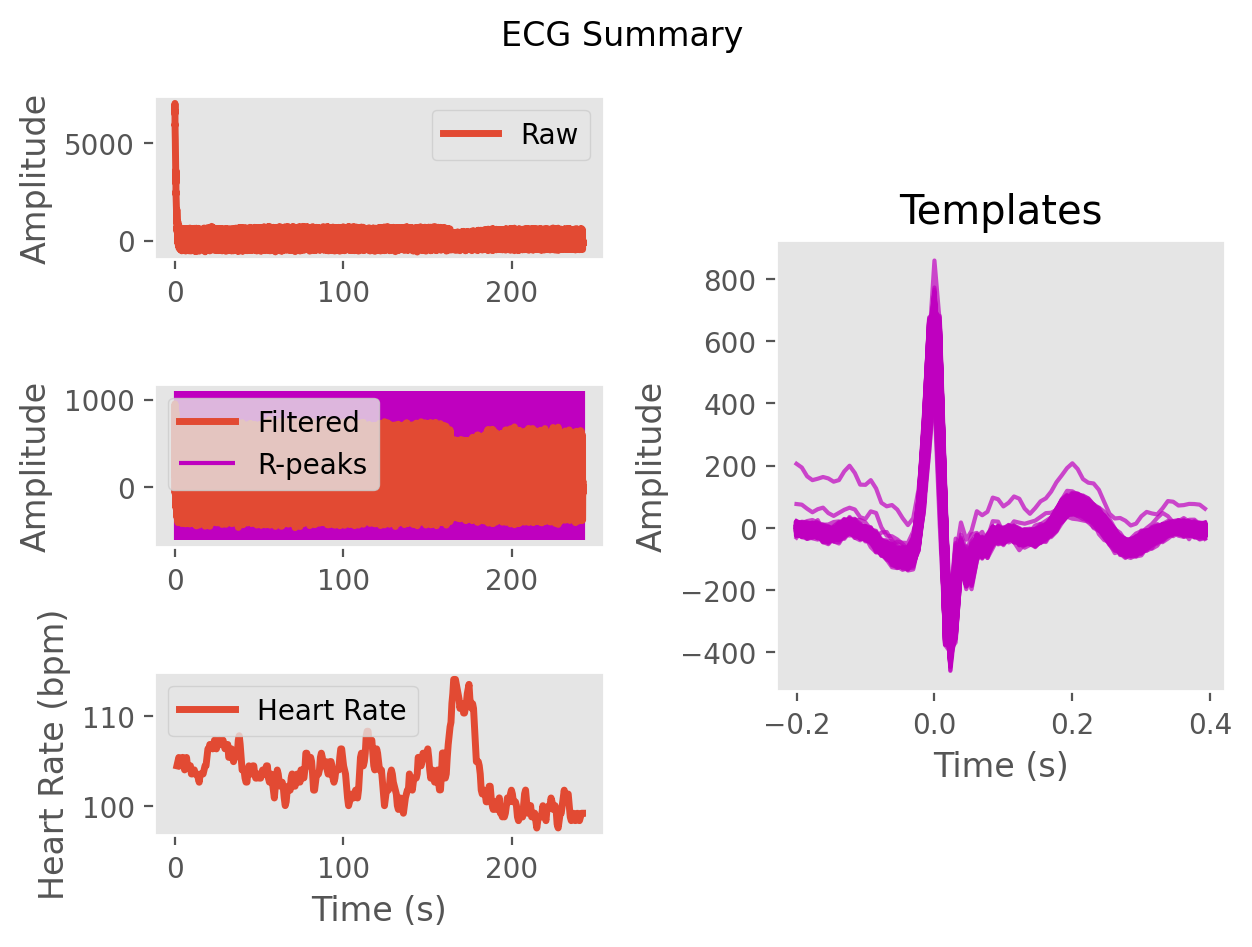 ECG Summary
Amplitude
5000
0
Raw
0 100 200
Amplitude
1000
0
Filtered
R-peaks
0 100 200
Heart Rate (bpm)
110
100
Heart Rate
0 100 200
Time (s)
Templates
Amplitude
800
600
400
200
0
−200
−400
−0.2 0.0 0.2 0.4
Time (s)